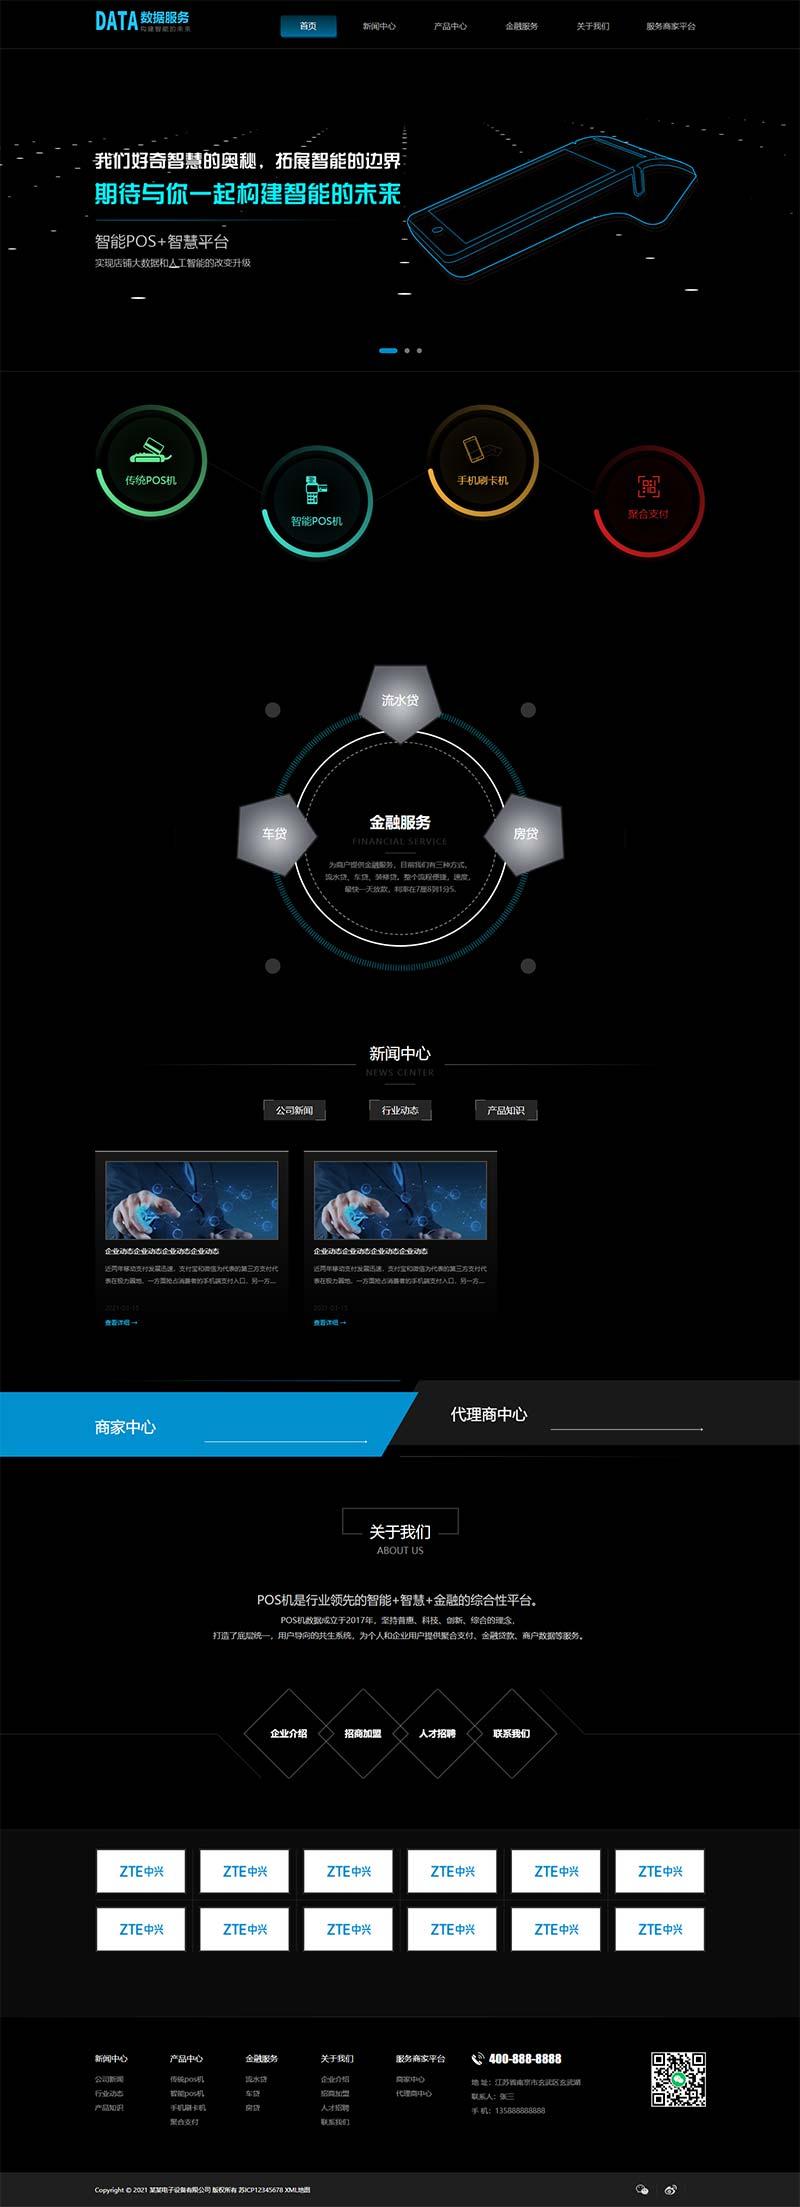 DATA 数据服务
构建智能的未来
首页 新闻中心 产品中心 金融服务 关于我们 服务商家平台
我们好奇智慧的奥秘，拓展智能的边界
期待与你一起构建智能的未来
智能POS+智慧平台
实现店铺大数据和人工智能的改变升级
传统POS机
智能POS机
手机刷卡机
聚合支付
流水贷
车贷
房贷
金融服务
FINANCIAL SERVICE
为商户提供金融服务，目前我们有三种方式，
流水贷、车贷、装修贷，整个流程便捷，速度，
最快一天放款，利率在7厘8到1分5.
新闻中心
NEWS CENTER
公司新闻 行业动态 产品知识
企业动态企业动态企业动态企业动态
近两年移动支付发展迅速，支付宝和微信为代表的第三方支付代
表在极力圈地，一方面抢占消费者的手机端支付入口，另一方...
2021-03-15
查看详细 →
企业动态企业动态企业动态企业动态
近两年移动支付发展迅速，支付宝和微信为代表的第三方支付代
表在极力圈地，一方面抢占消费者的手机端支付入口，另一方...
2021-03-15
查看详细 →
商家中心
代理商中心
关于我们
ABOUT US
POS机是行业领先的智能+智慧+金融的综合性平台。
POS机数据成立于2017年，坚持普惠、科技、创新、综合的理念，
打造了底层统一，用户导向的共生系统，为个人和企业用户提供聚合支付、金融贷款、商户数据等服务。
企业介绍 招商加盟 人才招聘 联系我们
ZTE中兴 ZTE中兴 ZTE中兴 ZTE中兴 ZTE中兴 ZTE中兴
ZTE中兴 ZTE中兴 ZTE中兴 ZTE中兴 ZTE中兴 ZTE中兴
新闻中心
公司新闻
行业动态
产品知识
产品中心
传统pos机
智能pos机
手机刷卡机
聚合支付
金融服务
流水贷
车贷
房贷
关于我们
企业介绍
招商加盟
人才招聘
联系我们
服务商家平台
商家中心
代理商中心
400-888-8888
地 址：江苏省南京市玄武区玄武湖
联系人：张三
手 机：135888888888
Copyright © 2021 某某电子设备有限公司 版权所有 苏ICP12345678 XML地图